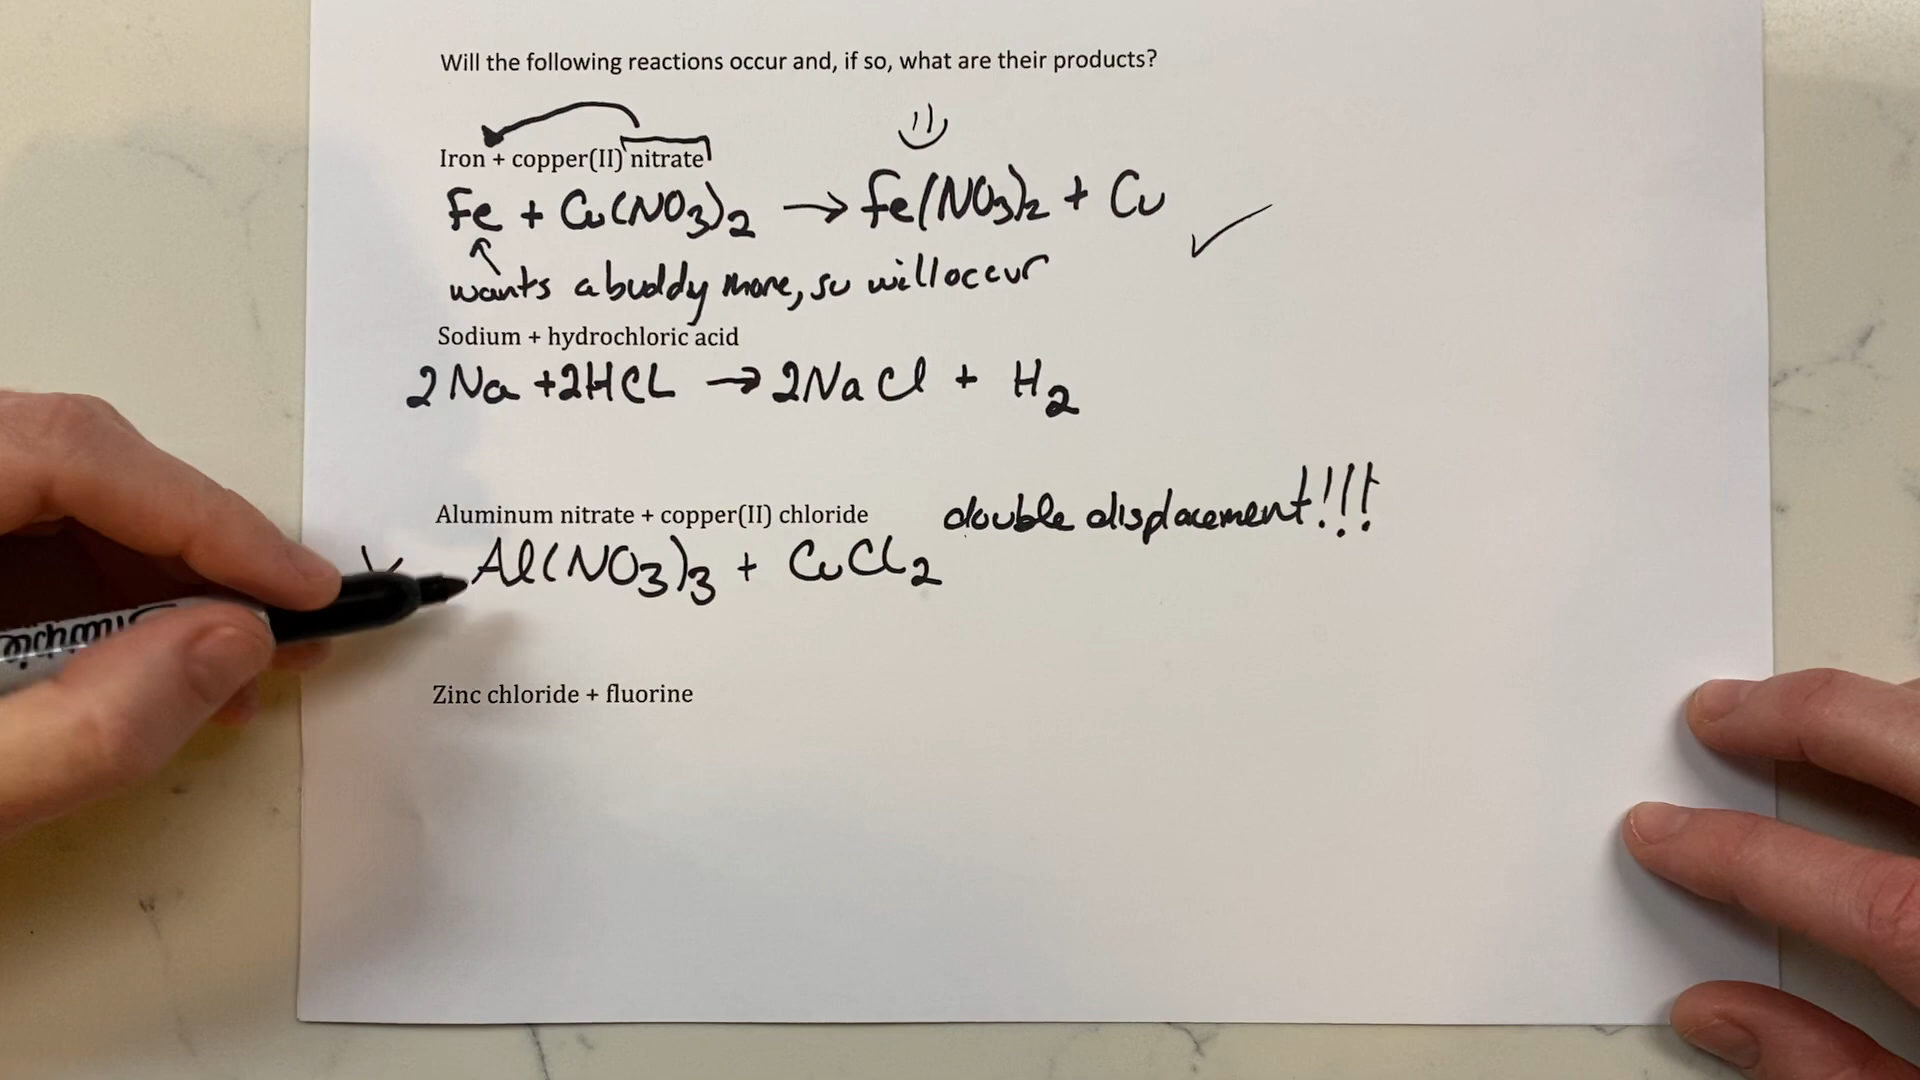 Will the following reactions occur and, if so, what are their products?
Iron + copper(II) nitrate
Fe + Cu(NO3)2 → Fe(NO3)2 + Cu ✓
wants a buddy more, so will occur
Sodium + hydrochloric acid
2Na + 2HCl → 2NaCl + H2
Aluminum nitrate + copper(II) chloride double displacement!!!
Al(NO3)3 + CuCl2
Zinc chloride + fluorine